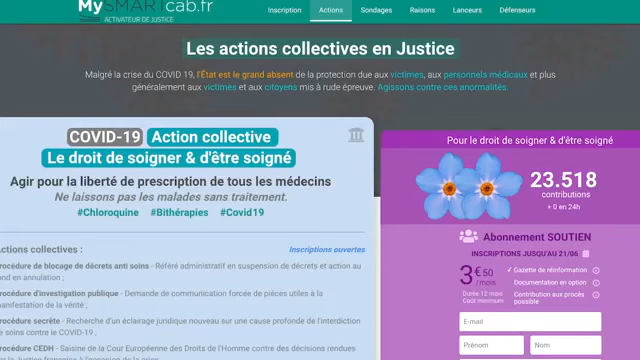 MySMARTcab.fr
ACTIVATEUR DE JUSTICE
Inscription Actions Sondages Raisons Lanceurs Défenseurs
Les actions collectives en Justice
Malgré la crise du COVID 19, l'État est le grand absent de la protection due aux victimes, aux personnels médicaux et plus
généralement aux victimes et aux citoyens mis à rude épreuve. Agissons contre ces anormalités.
COVID-19 Action collective
Le droit de soigner & d'être soigné
Agir pour la liberté de prescription de tous les médecins
Ne laissons pas les malades sans traitement.
#Chloroquine #Bithérapies #Covid19
Actions collectives :
Inscriptions ouvertes
Procédure de blocage de décrets anti soins - Référé administratif en suspension de décrets et action au
fond en annulation ;
Procédure d'investigation publique - Demande de communication forcée de pièces utiles à la
manifestation de la vérité ;
Procédure secrète - Recherche d'un éclairage juridique nouveau sur une cause profonde de l'interdiction
de soins contre le COVID-19 ;
Procédure CEDH - Saisine de la Cour Européenne des Droits de l'Homme contre des décisions rendues
Pour le droit de soigner & d'être soigné
23.518
contributions
+ 0 en 24h
Abonnement SOUTIEN
INSCRIPTIONS JUSQU'AU 21/06
3€50
/mois
Durée 12 mois
Coût minimum
✓ Gazette de réinformation
Documentation en option
Contribution aux procès
possible
E-mail
Prénom
Nom